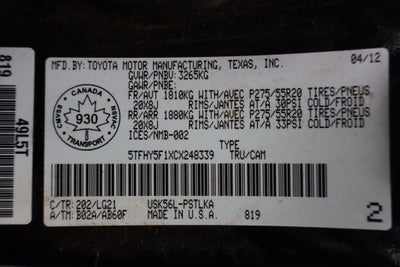 MFD.BY: TOYOTA MOTOR MANUFACTURING, TEXAS, INC. 04/12
GVWR/PNBV: 3265KG
GAWR/PNBE:
FR/AUT 1810KG WITH/AVEC P275/55R20 TIRES/PNEUS
20X8J RIMS/JANTES AT/A 30PSI COLD/FROID
RR/ARR 1880KG WITH/AVEC P275/55R20 TIRES/PNEUS
20X8J RIMS/JANTES AT/A 33PSI COLD/FROID
ICES/NMB-002
TYPE
5TFHY5F1XCX248339 TRU/CAM
C/TR: 202/LG21 USK56L-PSTLKA
A/TM: B02A/AB60F MADE IN U.S.A. 819
2
CANADA
930
TRANSPORT
819
49L5T